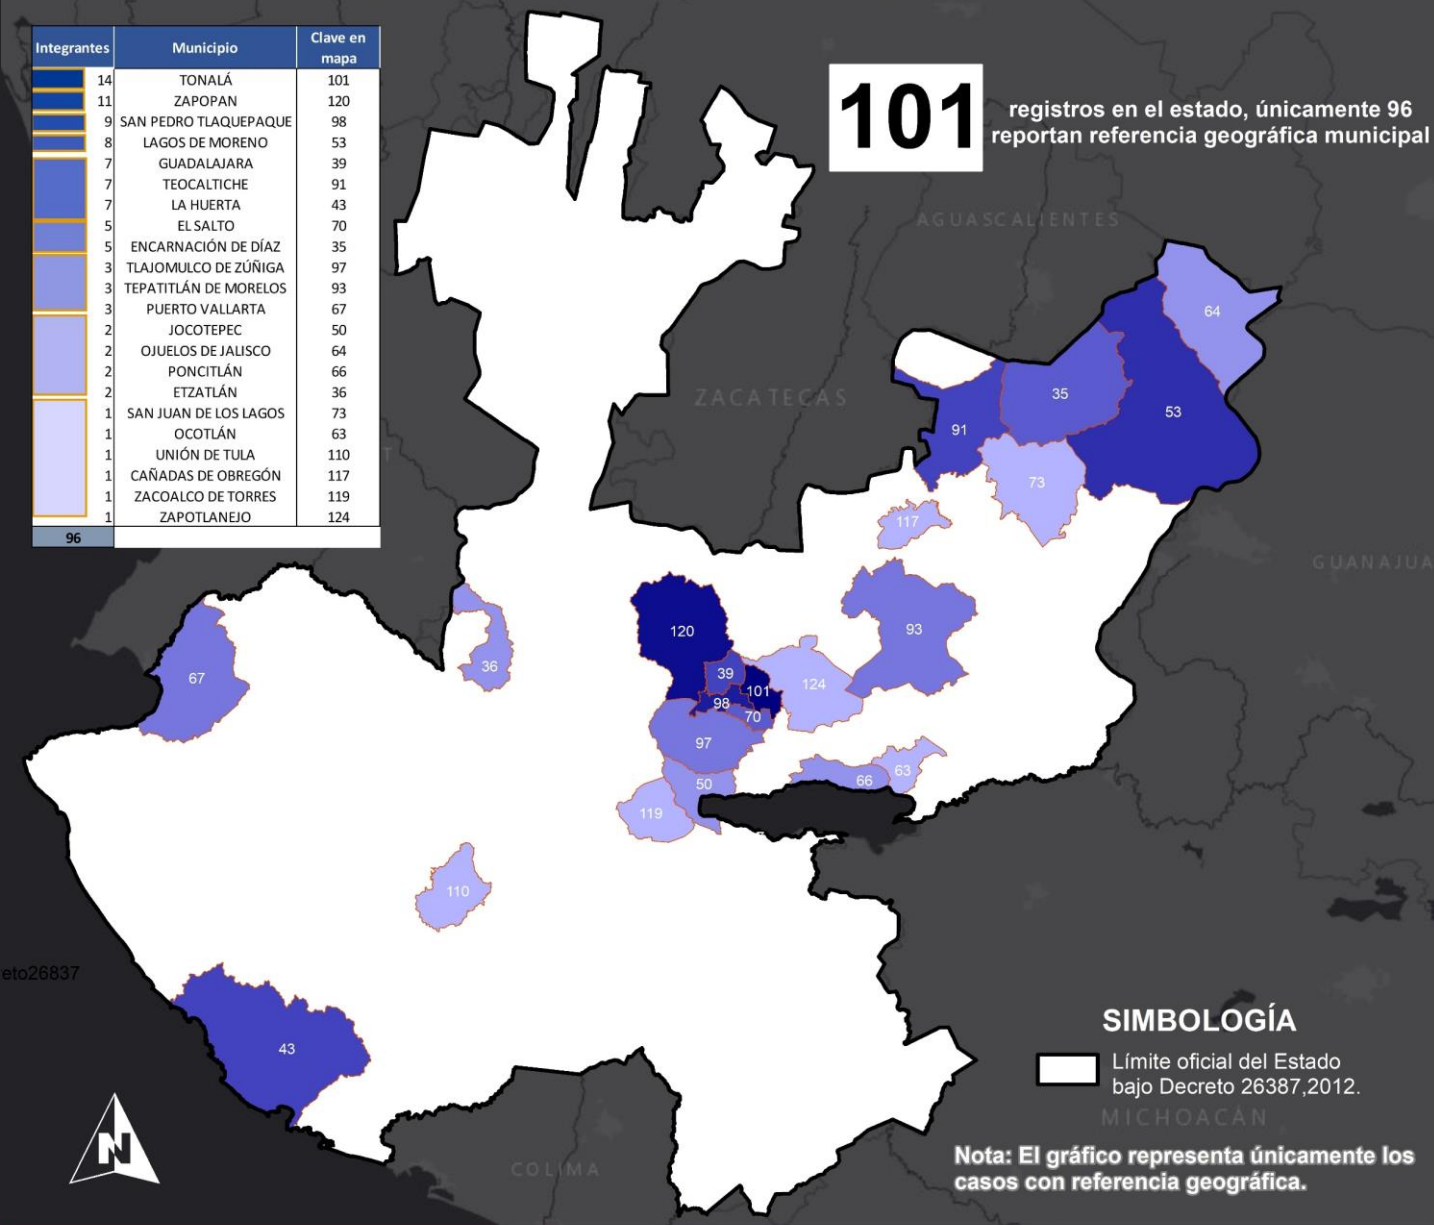 Integrantes Municipio Clave en mapa
14 TONALÁ 101
11 ZAPOPAN 120
9 SAN PEDRO TLAQUEPAQUE 98
8 LAGOS DE MORENO 53
7 GUADALAJARA 39
7 TEOCALTICHE 91
7 LA HUERTA 43
5 EL SALTO 70
5 ENCARNACIÓN DE DÍAZ 35
3 TLAJOMULCO DE ZÚÑIGA 97
3 TEPATITLÁN DE MORELOS 93
3 PUERTO VALLARTA 67
2 JOCOTEPEC 50
2 OJUELOS DE JALISCO 64
2 PONCITLÁN 66
2 ETZATLÁN 36
1 SAN JUAN DE LOS LAGOS 73
1 OCOTLÁN 63
1 UNIÓN DE TULA 110
1 CAÑADAS DE OBREGÓN 117
1 ZACOALCO DE TORRES 119
1 ZAPOTLANEJO 124
96
101
registros en el estado, únicamente 96
reportan referencia geográfica municipal
AGUASCALIENTES
64
ZACATECAS
35
53
91
73
117
GUANAJUA
T
120
93
36
67
39
124
101
98
70
97
63
66
50
119
110
eto26837
43
SIMBOLOGÍA
Límite oficial del Estado
bajo Decreto 26387,2012.
MICHOACÁN
N
COLIMA
Nota: El gráfico representa únicamente los
casos con referencia geográfica.